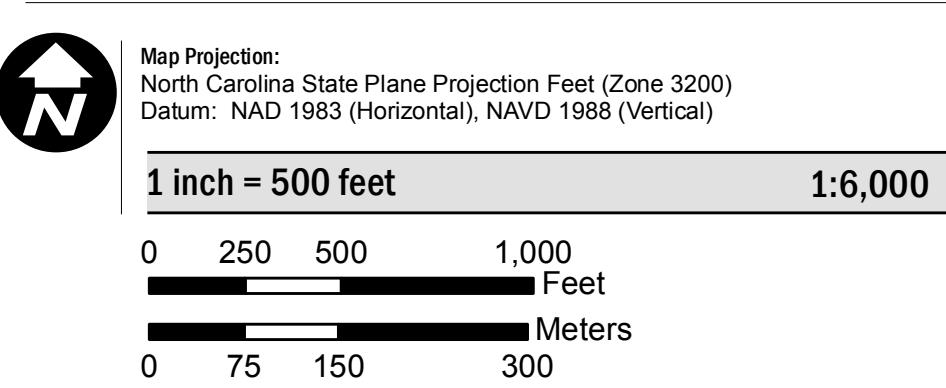 N
Map Projection:
North Carolina State Plane Projection Feet (Zone 3200)
Datum: NAD 1983 (Horizontal), NAVD 1988 (Vertical)
1 inch = 500 feet 1:6,000
0 250 500 1,000
Feet
Meters
0 75 150 300